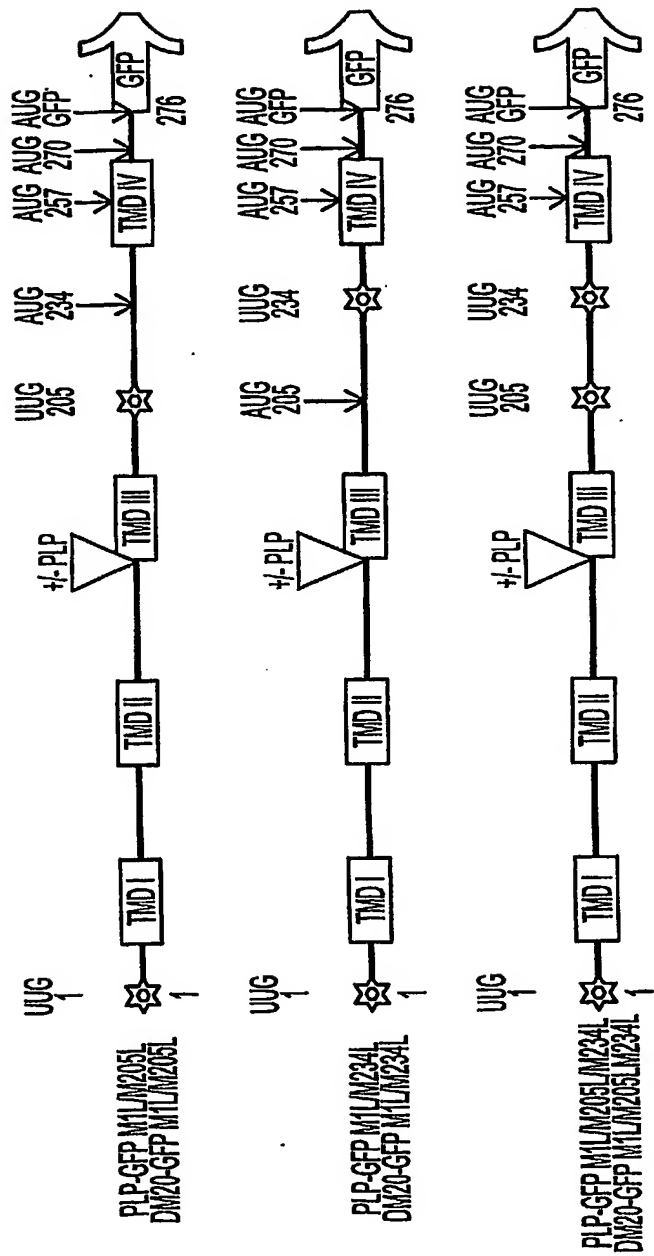 UUG
1
UUG
205
AUG
234
AUG
257
AUG
270
AUG
GFP
+/- PLP
TMD I
TMD II
TMD III
TMD IV
GFP
1
276
PLP-GFP M1L/M205L
DM20-GFP M1L/M205L
UUG
1
AUG
205
UUG
234
AUG
257
AUG
270
AUG
GFP
+/- PLP
TMD I
TMD II
TMD III
TMD IV
GFP
1
276
PLP-GFP M1L/M234L
DM20-GFP M1L/M234L
UUG
1
UUG
205
UUG
234
AUG
257
AUG
270
AUG
GFP
+/- PLP
TMD I
TMD II
TMD III
TMD IV
GFP
1
276
PLP-GFP M1L/M205L/M234L
DM20-GFP M1L/M205LM234L